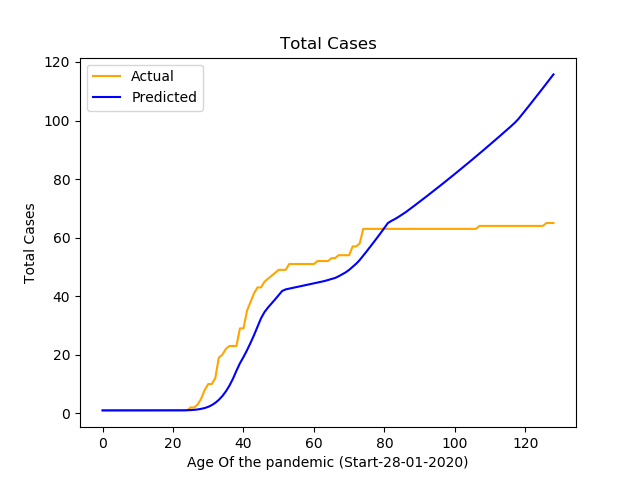 Total Cases
Actual
Predicted
Total Cases
120
100
80
60
40
20
0
0 20 40 60 80 100 120
Age Of the pandemic (Start-28-01-2020)